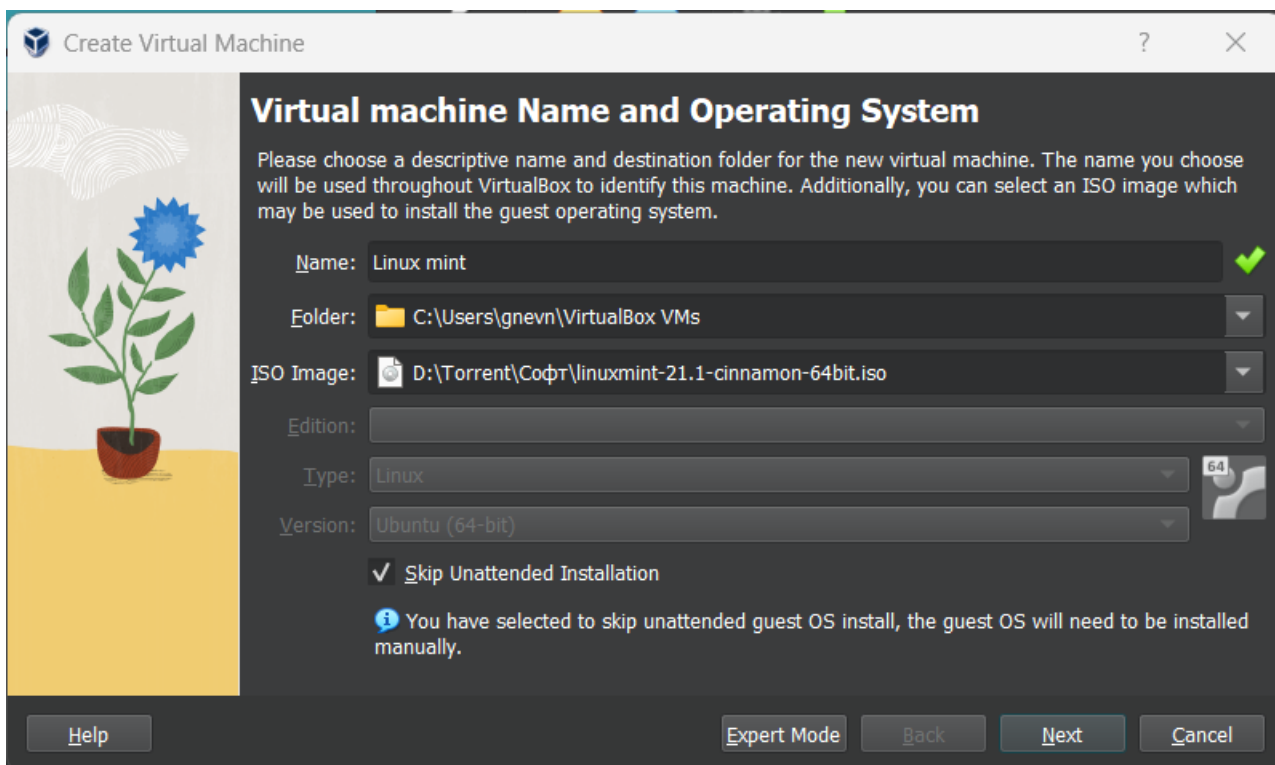 Create Virtual Machine
?
Virtual machine Name and Operating System
Please choose a descriptive name and destination folder for the new virtual machine. The name you choose
will be used throughout VirtualBox to identify this machine. Additionally, you can select an ISO image which
may be used to install the guest operating system.
Name: Linux mint
Folder: C:\Users\gnevn\VirtualBox VMs
ISO Image: D:\Torrent\Софт\linuxmint-21.1-cinnamon-64bit.iso
Edition:
Type: Linux
64
Version: Ubuntu (64-bit)
Skip Unattended Installation
You have selected to skip unattended guest OS install, the guest OS will need to be installed
manually.
Help Expert Mode Back Next Cancel